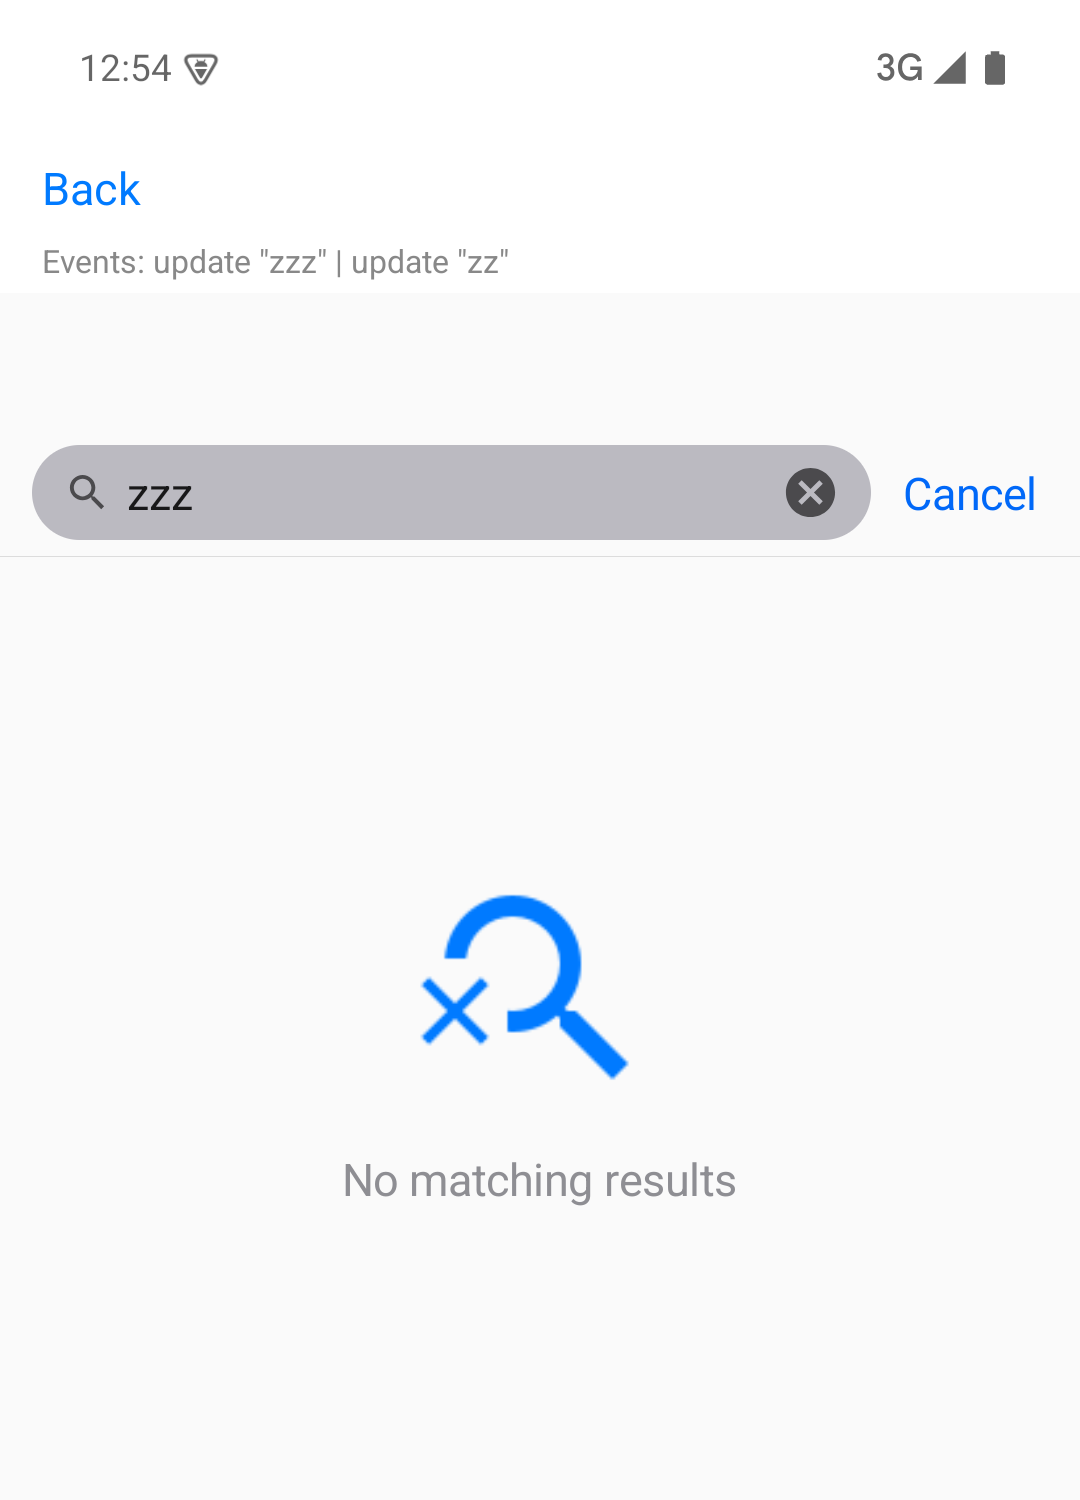 12:54 3G
Back
Events: update "zzz" | update "zz"
zzz Cancel
No matching results